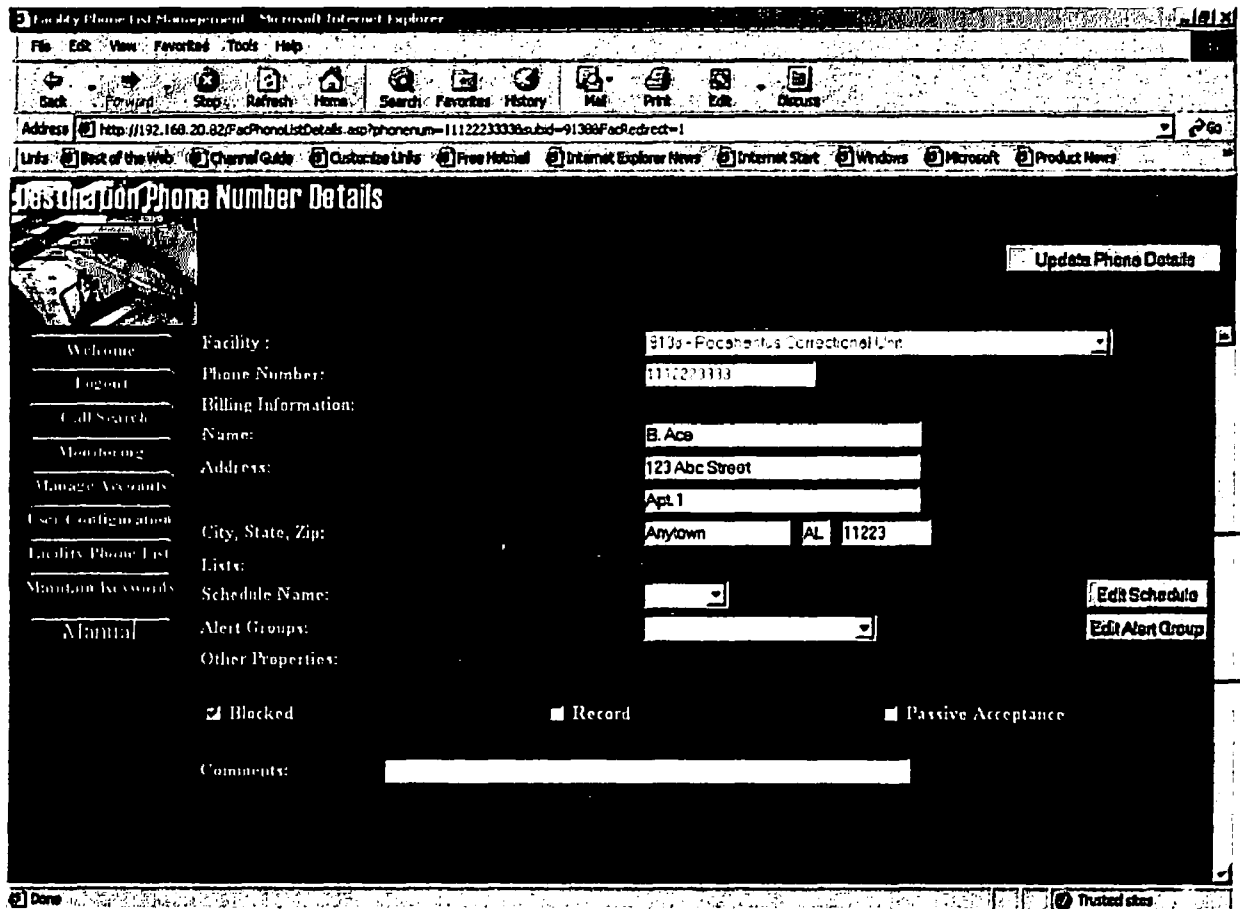 Facility Phone List Management - Microsoft Internet Explorer
File Edit View Favorites Tools Help
Back Forward Stop Refresh Home Search Favorites History Mail Print Edit Discuss
Address http://192.168.20.82/FacPhoneListDetails.asp?phonenum=1112223333&subid=9138&FacRedirect=1 Go
Links Best of the Web Channel Guide Customize Links Free Hotmail Internet Explorer News Internet Start Windows Microsoft Product News
Destination Phone Number Details
Update Phone Details
Welcome
Logout
Call Search
Monitoring
Manage Accounts
User Configuration
Facility Phone List
Maintain Keywords
Manual
Facility : Correctional Unit
Phone Number: 1112223333
Billing Information:
Name: B. Ace
Address: 123 Abc Street
Apt. 1
City, State, Zip: Anytown AL 11223
Lists:
Schedule Name: Edit Schedule
Alert Groups: Edit Alert Group
Other Properties:
Blocked Record Passive Acceptance
Comments:
Done Trusted sites